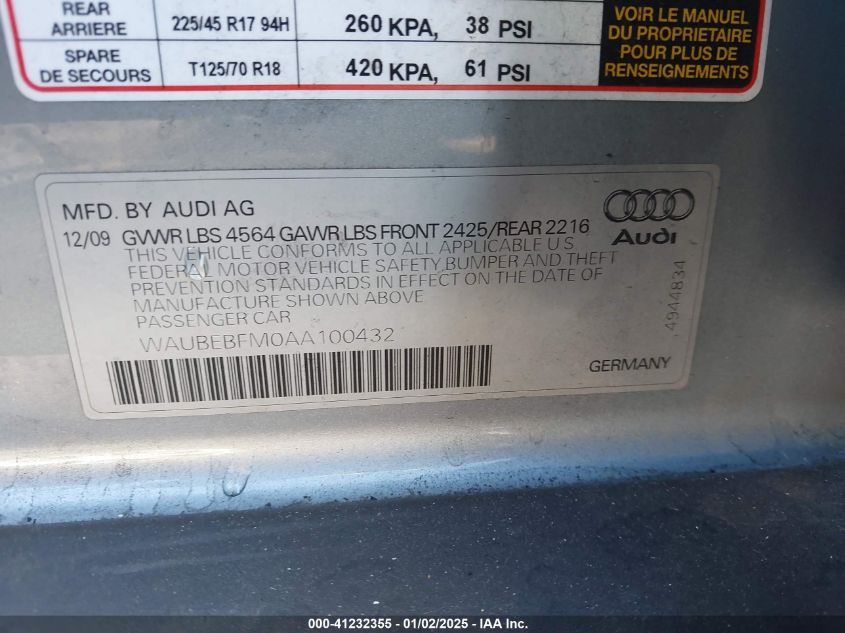 REAR
ARRIERE
225/45 R17 94H
260 KPA, 38 PSI
SPARE
DE SECOURS
T125/70 R18
420 KPA, 61 PSI
VOIR LE MANUEL
DU PROPRIETAIRE
POUR PLUS DE
RENSEIGNEMENTS
MFD. BY AUDI AG
12/09 GVWR LBS 4564 GAWR LBS FRONT 2425/REAR 2216
THIS VEHICLE CONFORMS TO ALL APPLICABLE U S
FEDERAL MOTOR VEHICLE SAFETY,BUMPER AND THEFT
PREVENTION STANDARDS IN EFFECT ON THE DATE OF
MANUFACTURE SHOWN ABOVE
PASSENGER CAR
WAUBEBFM0AA100432
Audi
4944834
GERMANY
000-41232355 - 01/02/2025 - IAA Inc.